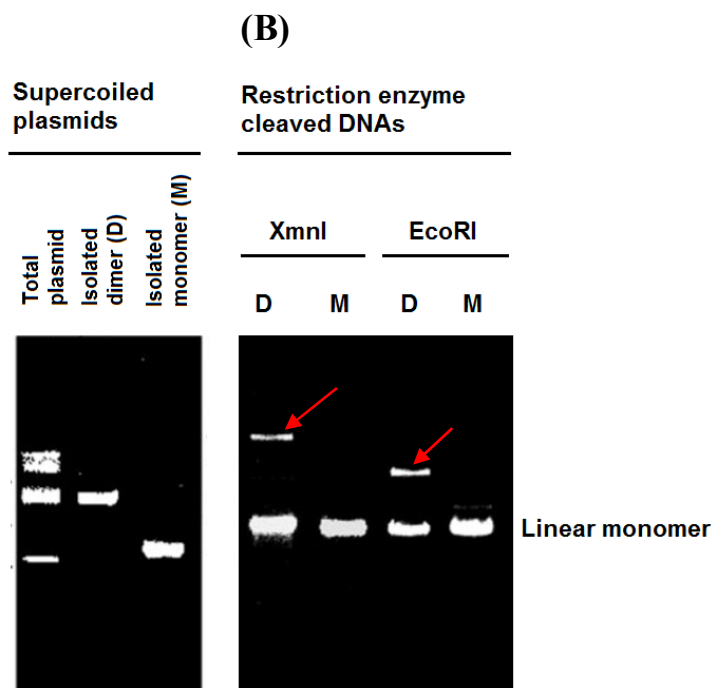 (B)
Supercoiled
plasmids
Total
plasmid
Isolated
dimer (D)
Isolated
monomer (M)
Restriction enzyme
cleaved DNAs
XmnI
EcoRI
D
M
D
M
Linear monomer